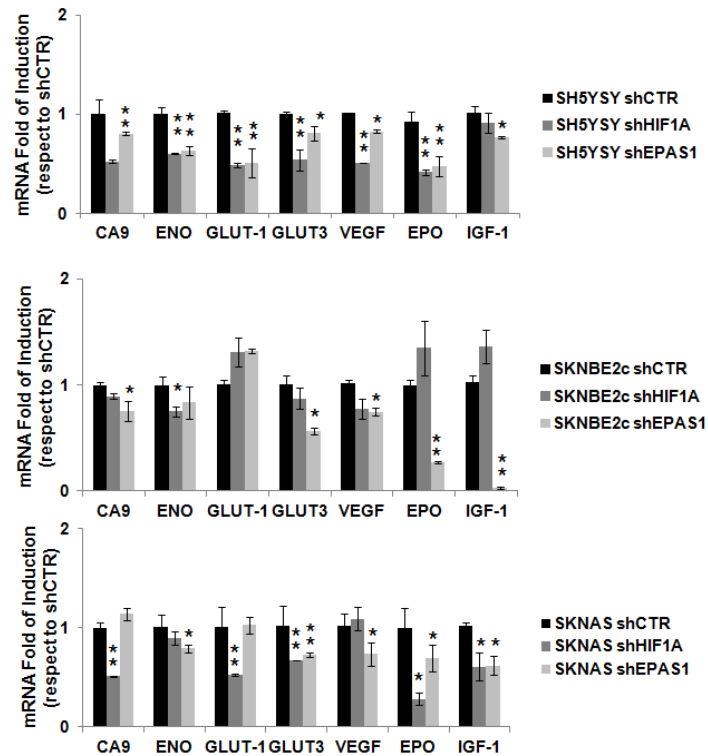 mRNA Fold of Induction
(respect to shCTR)
2
1
0
** ** ** ** ** ** ** * ** * ** ** *
CA9 ENO GLUT-1 GLUT3 VEGF EPO IGF-1
SH5YSY shCTR
SH5YSY shHIF1A
SH5YSY shEPAS1
mRNA Fold of Induction
(respect to shCTR)
2
1
0
* * * * ** **
CA9 ENO GLUT-1 GLUT3 VEGF EPO IGF-1
SKNBE2c shCTR
SKNBE2c shHIF1A
SKNBE2c shEPAS1
mRNA Fold of Induction
(respect to shCTR)
2
1
0
** * ** ** ** * * * * *
CA9 ENO GLUT-1 GLUT3 VEGF EPO IGF-1
SKNAS shCTR
SKNAS shHIF1A
SKNAS shEPAS1